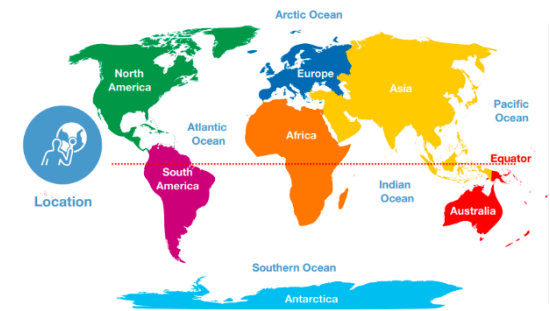 Arctic Ocean
North
America
Europe
Asia
Pacific
Ocean
Atlantic
Ocean
Africa
Equator
South
America
Indian
Ocean
Location
Australia
Southern Ocean
Antarctica